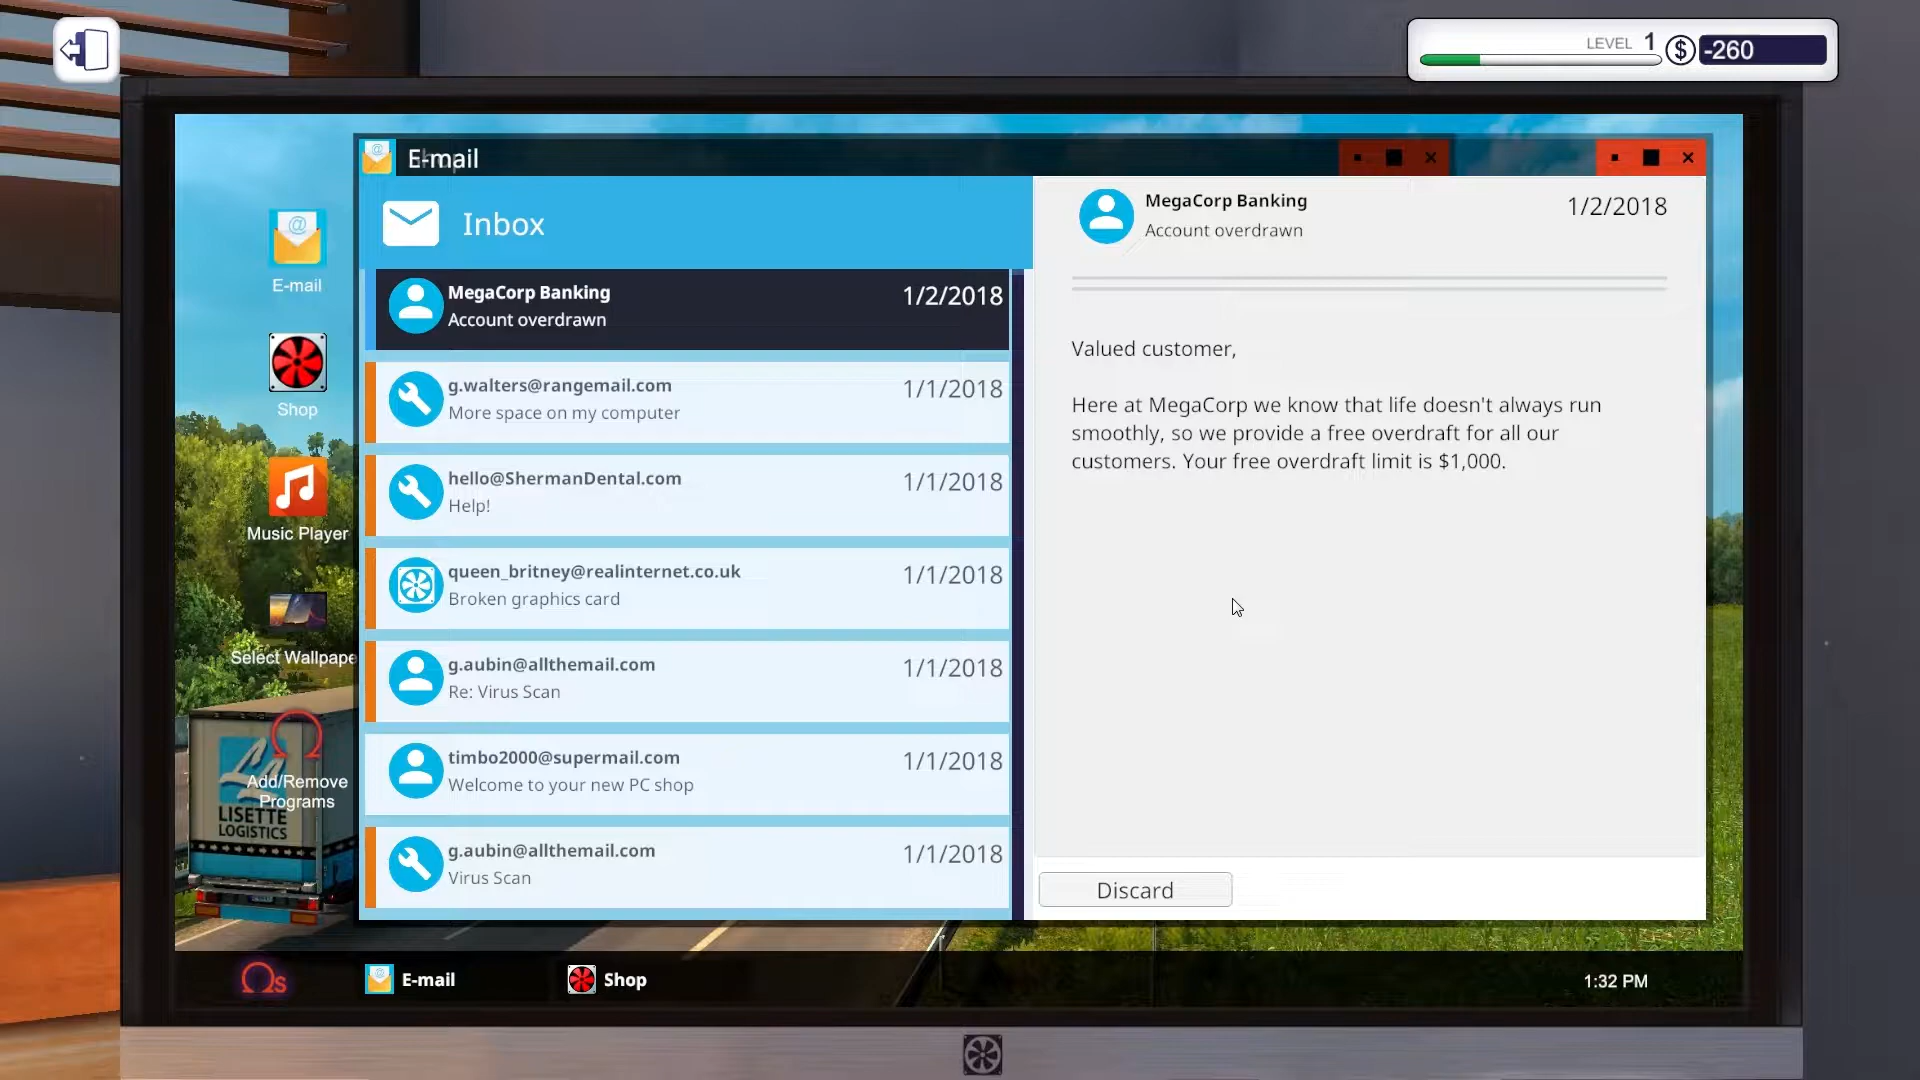 LEVEL 1
-260
E-mail
Inbox
MegaCorp Banking
1/2/2018
Account overdrawn
g.walters@rangemail.com
1/1/2018
More space on my computer
hello@ShermanDental.com
1/1/2018
Help!
queen_britney@realinternet.co.uk
1/1/2018
Broken graphics card
g.aubin@allthemail.com
1/1/2018
Re: Virus Scan
timbo2000@supermail.com
1/1/2018
Welcome to your new PC shop
g.aubin@allthemail.com
1/1/2018
Virus Scan
MegaCorp Banking
1/2/2018
Account overdrawn
Valued customer,
Here at MegaCorp we know that life doesn't always run
smoothly, so we provide a free overdraft for all our
customers. Your free overdraft limit is $1,000.
Discard
E-mail
Shop
Music Player
Select Wallpape
Add/Remove
Programs
LISETTE
LOGISTICS
Ωs
E-mail
Shop
1:32 PM